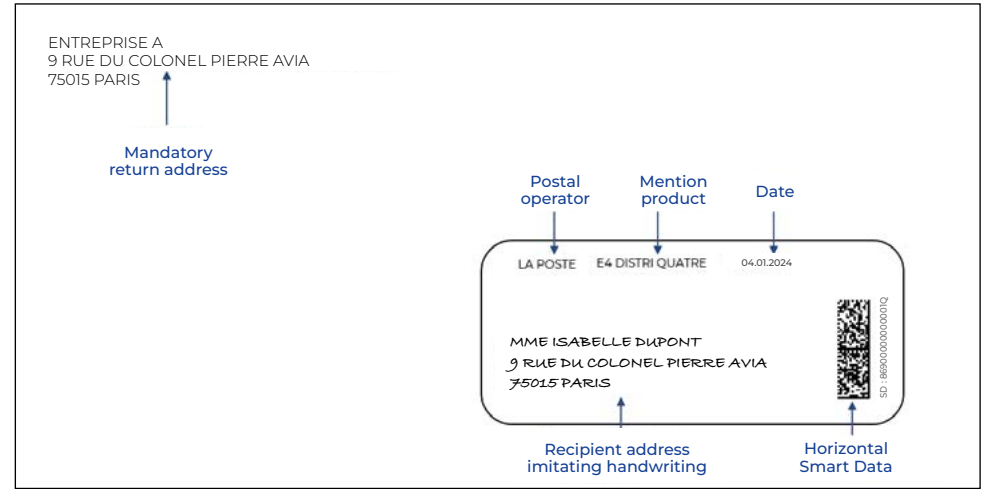 ENTREPRISE A
9 RUE DU COLONEL PIERRE AVIA
75015 PARIS
Mandatory
return address
Postal
operator
Mention
product
Date
LA POSTE E4 DISTRI QUATRE 04.01.2024
MME ISABELLE DUPONT
9 RUE DU COLONEL PIERRE AVIA
75015 PARIS
SD : 8690000000000001Q
Recipient address
imitating handwriting
Horizontal
Smart Data